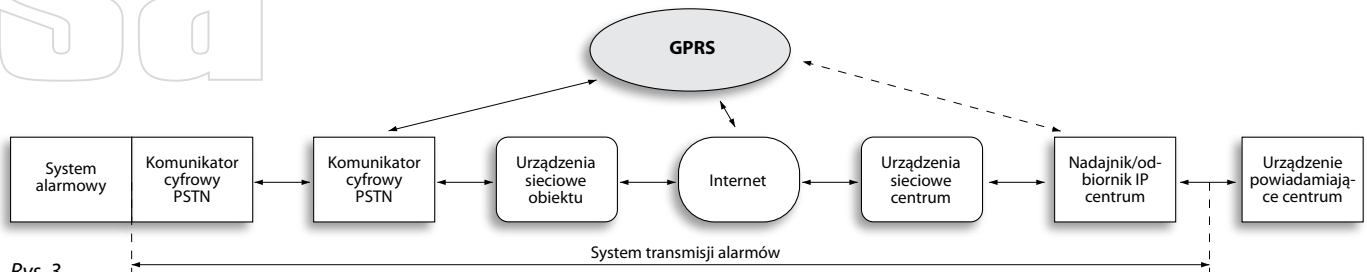 Sa
GPRS
System
alarmowy
Komunikator
cyfrowy
PSTN
Komunikator
cyfrowy
PSTN
Urządzenia
sieciowe
obiektu
Internet
Urządzenia
sieciowe
centrum
Nadajnik/od-
biornik IP
centrum
Urządzenie
powiadamiają-
ce centrum
System transmisji alarmów
Rys. 3